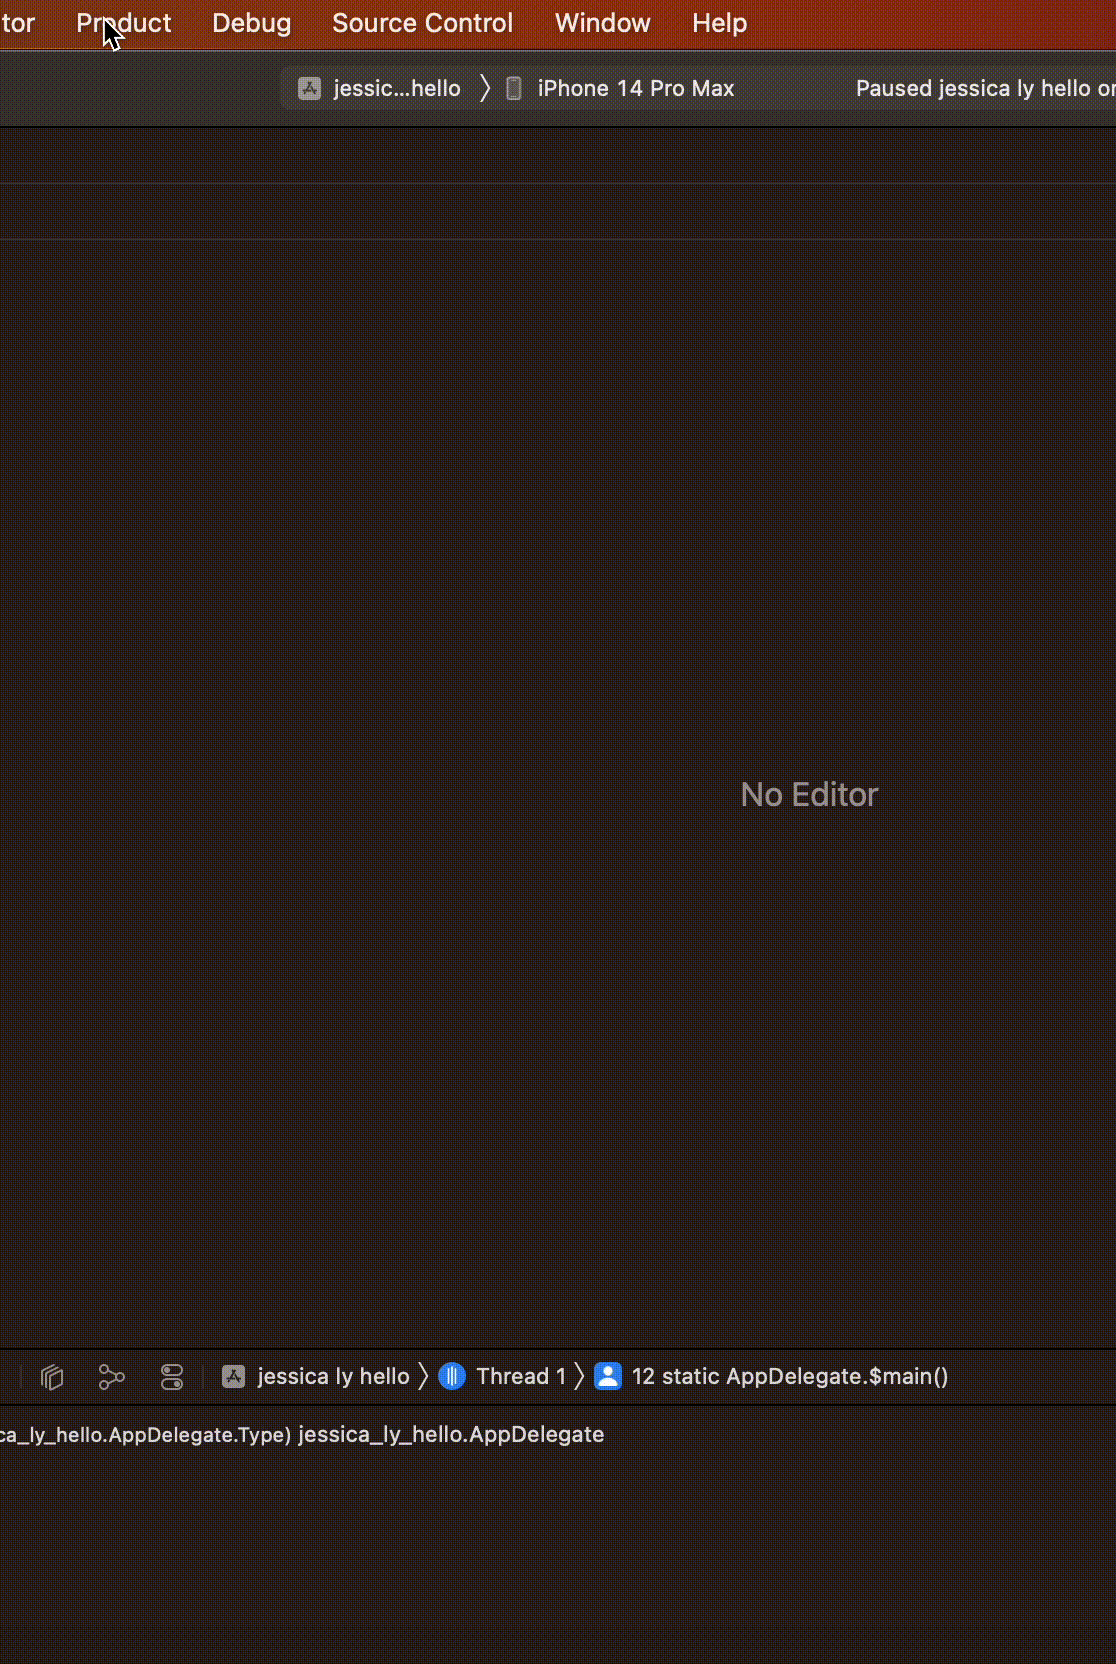 tor Product Debug Source Control Window Help
jessic...hello 〉 iPhone 14 Pro Max Paused jessica ly hello or
No Editor
jessica ly hello 〉 Thread 1 〉 12 static AppDelegate.$main()
ca_ly_hello.AppDelegate.Type) jessica_ly_hello.AppDelegate